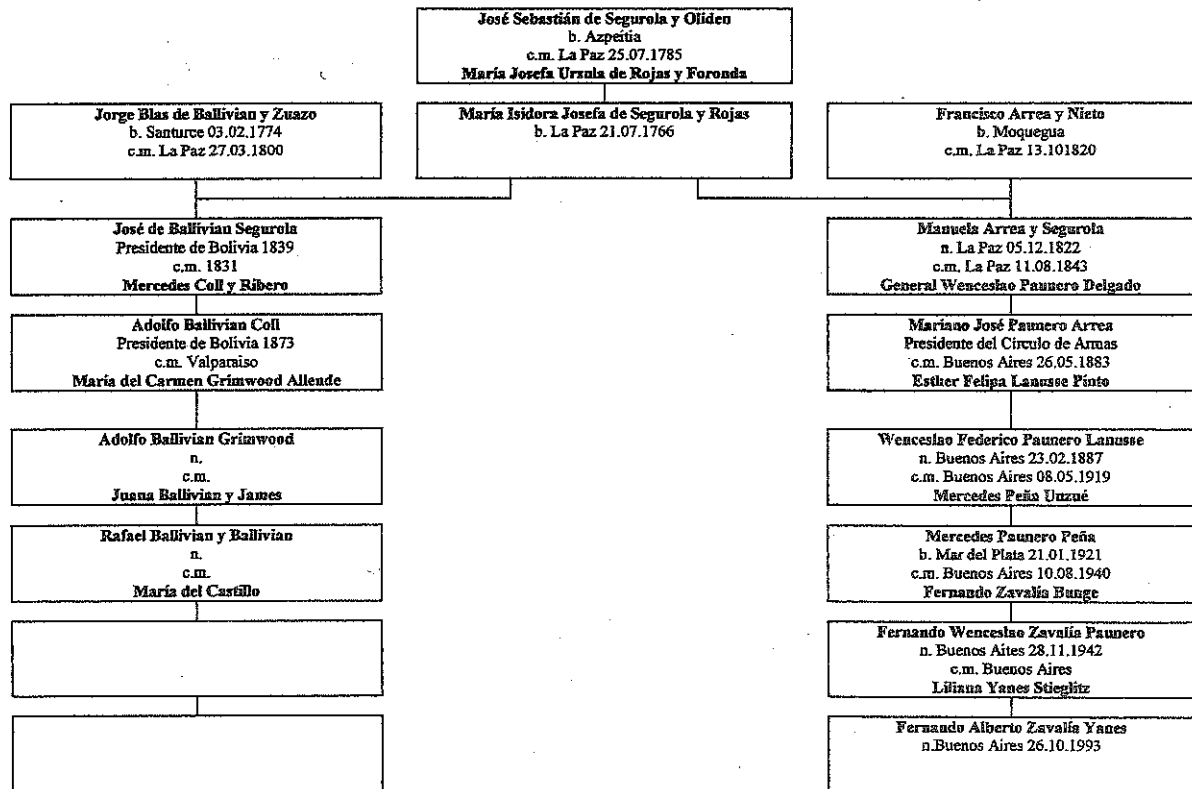 José Sebastián de Segurola y Oliden
b. Azpeítia
c.m. La Paz 25.07.1785
María Josefa Urzula de Rojas y Foronda
Jorge Blas de Ballivian y Zuazo
b. Santurce 03.02.1774
c.m. La Paz 27.03.1800
María Isidora Josefa de Segurola y Rojas
b. La Paz 21.07.1766
Francisco Arrea y Nieto
b. Moquegua
c.m. La Paz 13.101820
José de Ballivian Segurola
Presidente de Bolivia 1839
c.m. 1831
Mercedes Coll y Ribero
Manuela Arrea y Segurola
n. La Paz 05.12.1822
c.m. La Paz 11.08.1843
General Wenceslao Paunero Delgado
Adolfo Ballivian Coll
Presidente de Bolivia 1873
c.m. Valparaiso
María del Carmen Grimwood Allende
Mariano José Paunero Arrea
Presidente del Círculo de Armas
c.m. Buenos Aires 26.05.1883
Esther Felipa Lanusse Pinto
Adolfo Ballivian Grimwood
n.
c.m.
Juana Ballivian y James
Wenceslao Federico Paunero Lanusse
n. Buenos Aires 23.02.1887
c.m. Buenos Aires 08.05.1919
Mercedes Peña Unzué
Rafael Ballivian y Ballivian
n.
c.m.
María del Castillo
Mercedes Paunero Peña
b. Mar del Plata 21.01.1921
c.m. Buenos Aires 10.08.1940
Fernando Zavalía Bunge
Fernando Wenceslao Zavalía Paunero
n. Buenos Aites 28.11.1942
c.m. Buenos Aires
Liliana Yanes Stieglitz
Fernando Alberto Zavalía Yanes
n.Buenos Aires 26.10.1993